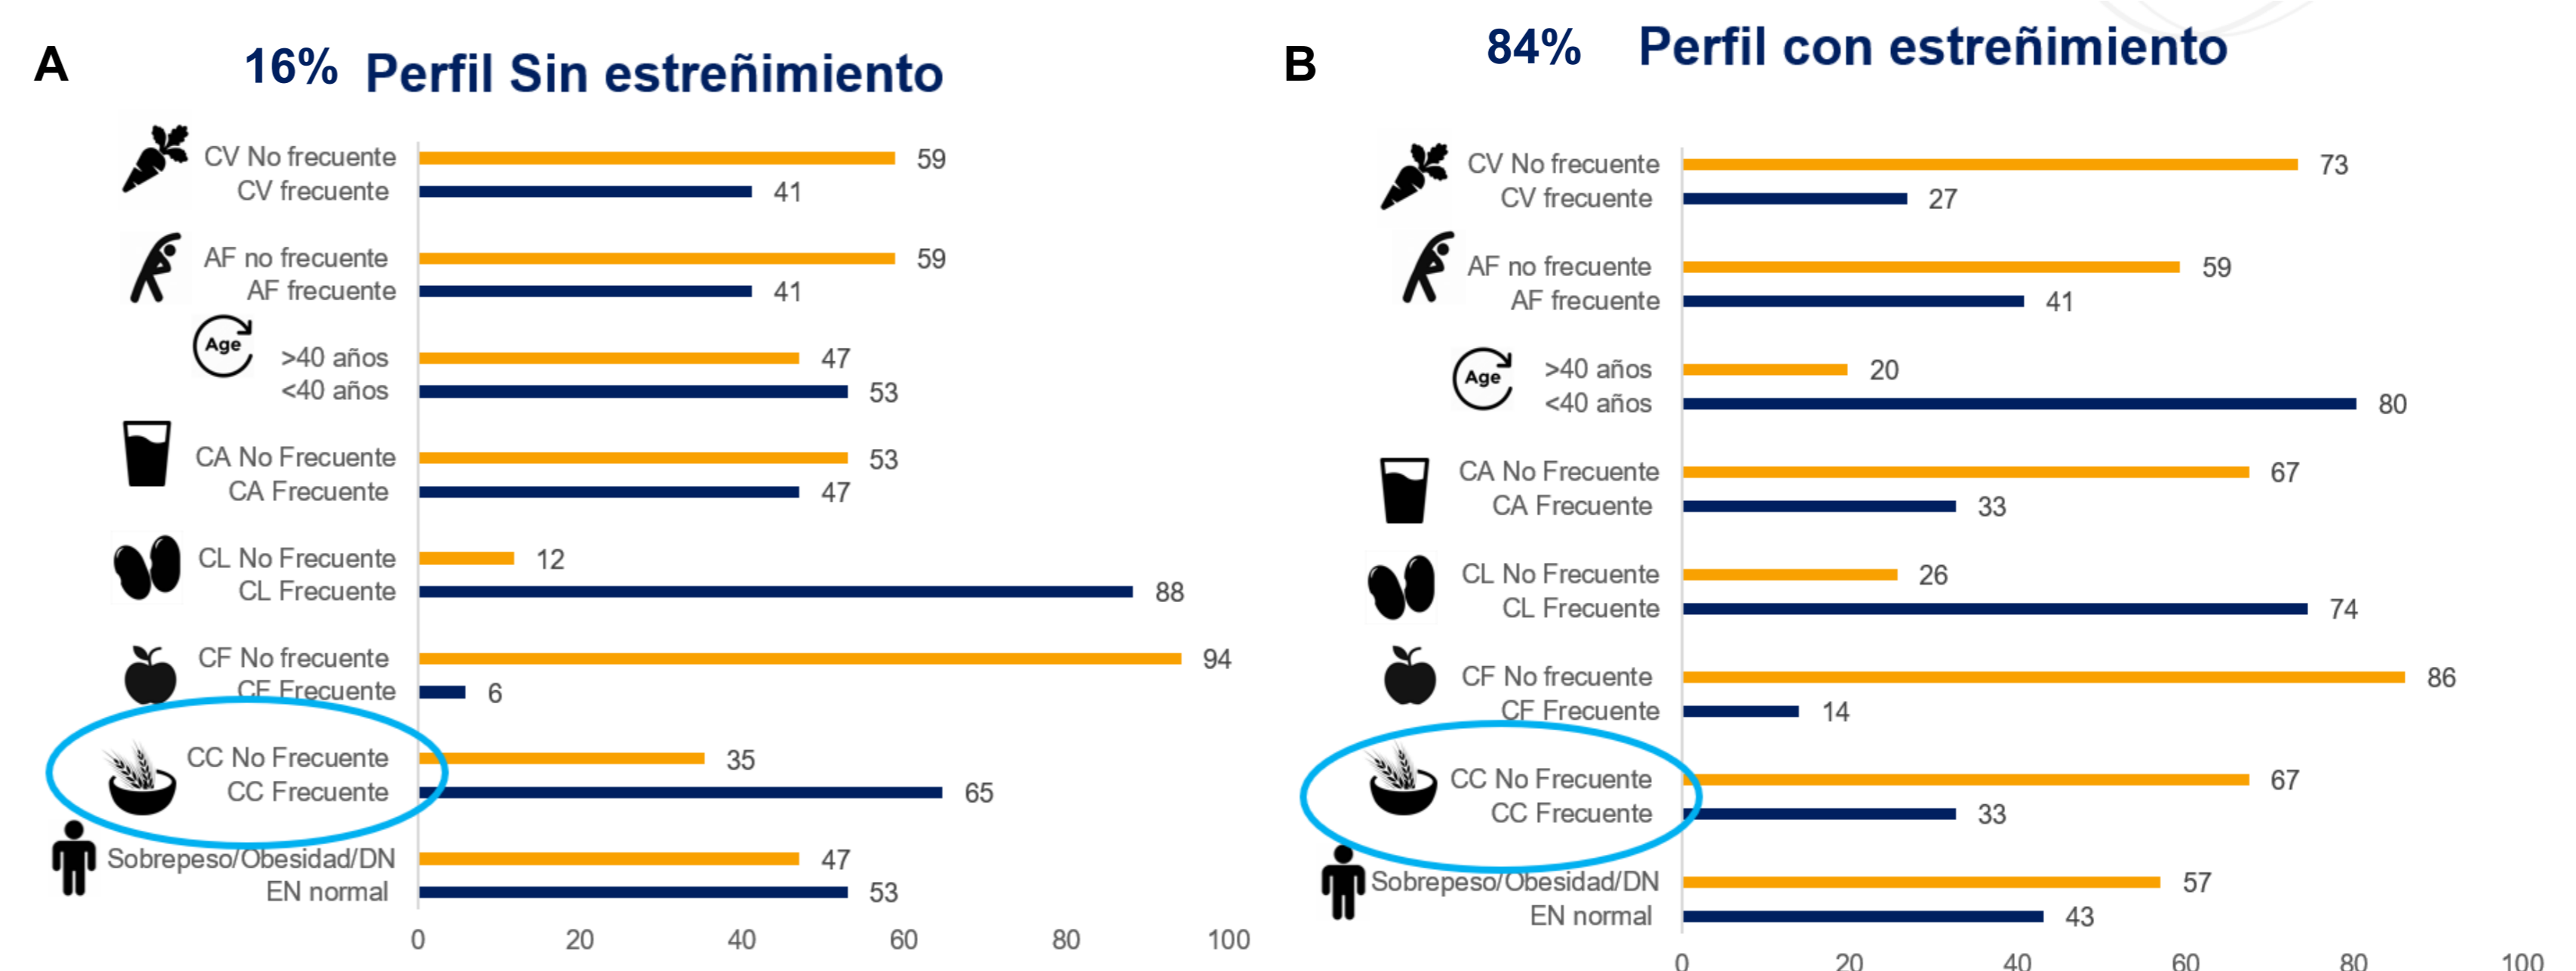 A
16% Perfil Sin estreñimiento
CV No frecuente 59
CV frecuente 41
AF no frecuente 59
AF frecuente 41
Age
>40 años 47
<40 años 53
CA No Frecuente 53
CA Frecuente 47
CL No Frecuente 12
CL Frecuente 88
CF No frecuente 94
CF Frecuente 6
CC No Frecuente 35
CC Frecuente 65
Sobrepeso/Obesidad/DN 47
EN normal 53
0 20 40 60 80 100
B
84% Perfil con estreñimiento
CV No frecuente 73
CV frecuente 27
AF no frecuente 59
AF frecuente 41
Age
>40 años 20
<40 años 80
CA No Frecuente 67
CA Frecuente 33
CL No Frecuente 26
CL Frecuente 74
CF No frecuente 86
CF Frecuente 14
CC No Frecuente 67
CC Frecuente 33
Sobrepeso/Obesidad/DN 57
EN normal 43
0 20 40 60 80 100